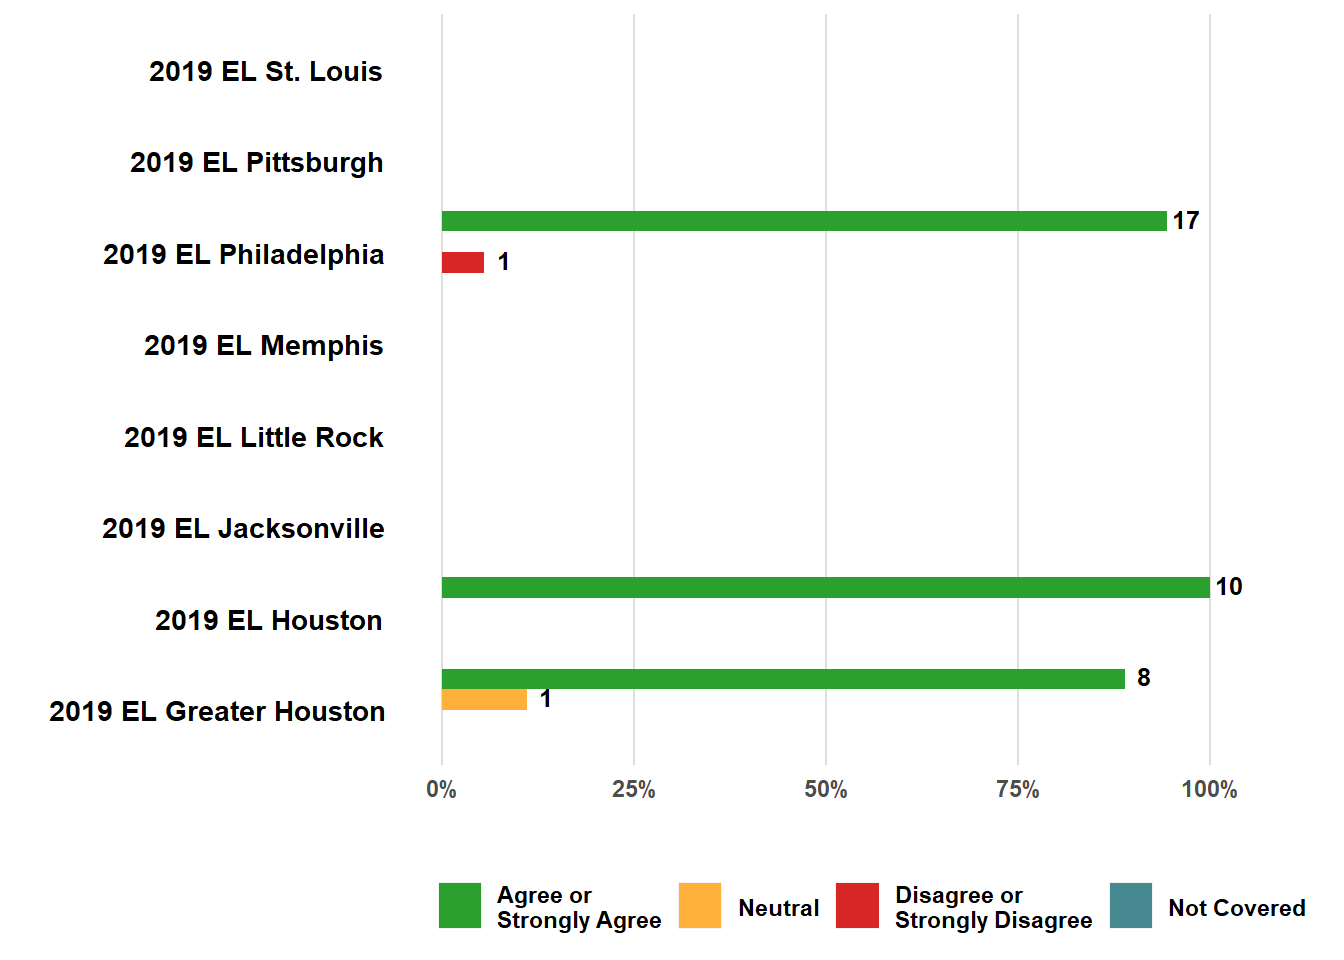 2019 EL St. Louis
2019 EL Pittsburgh
17
2019 EL Philadelphia
1
2019 EL Memphis
2019 EL Little Rock
2019 EL Jacksonville
10
2019 EL Houston
8
1
2019 EL Greater Houston
0% 25% 50% 75% 100%
Agree or
Strongly Agree
Neutral
Disagree or
Strongly Disagree
Not Covered